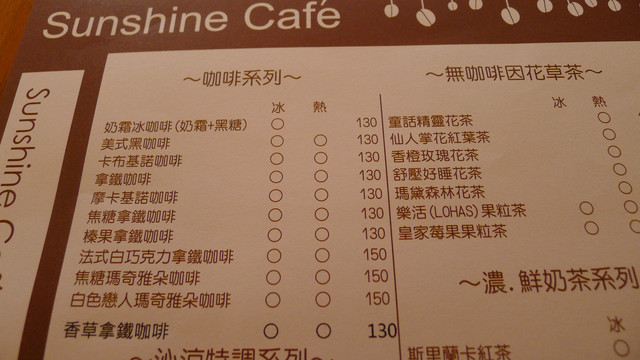 Sunshine Café
Sunshine C
～咖啡系列～
冰 熱
奶霜冰咖啡(奶霜+黑糖) ○ 130
美式黑咖啡 ○ ○ 130
卡布基諾咖啡 ○ ○ 130
拿鐵咖啡 ○ ○ 130
摩卡基諾咖啡 ○ ○ 130
焦糖拿鐵咖啡 ○ ○ 130
榛果拿鐵咖啡 ○ ○ 130
法式白巧克力拿鐵咖啡 ○ ○ 150
焦糖瑪奇雅朵咖啡 ○ ○ 150
白色戀人瑪奇雅朵咖啡 ○ ○ 150
香草拿鐵咖啡 ○ ○ 130
～沙涼特調系列～
～無咖啡因花草茶～
冰 熱
童話精靈花茶 ○
仙人掌花紅葉茶 ○
香橙玫瑰花茶 ○
舒壓好睡花茶 ○
瑪黛森林花茶 ○
樂活(LOHAS)果粒茶 ○ ○
皇家莓果果粒茶 ○ ○
～濃.鮮奶茶系列
冰
斯里蘭卡紅茶 ○